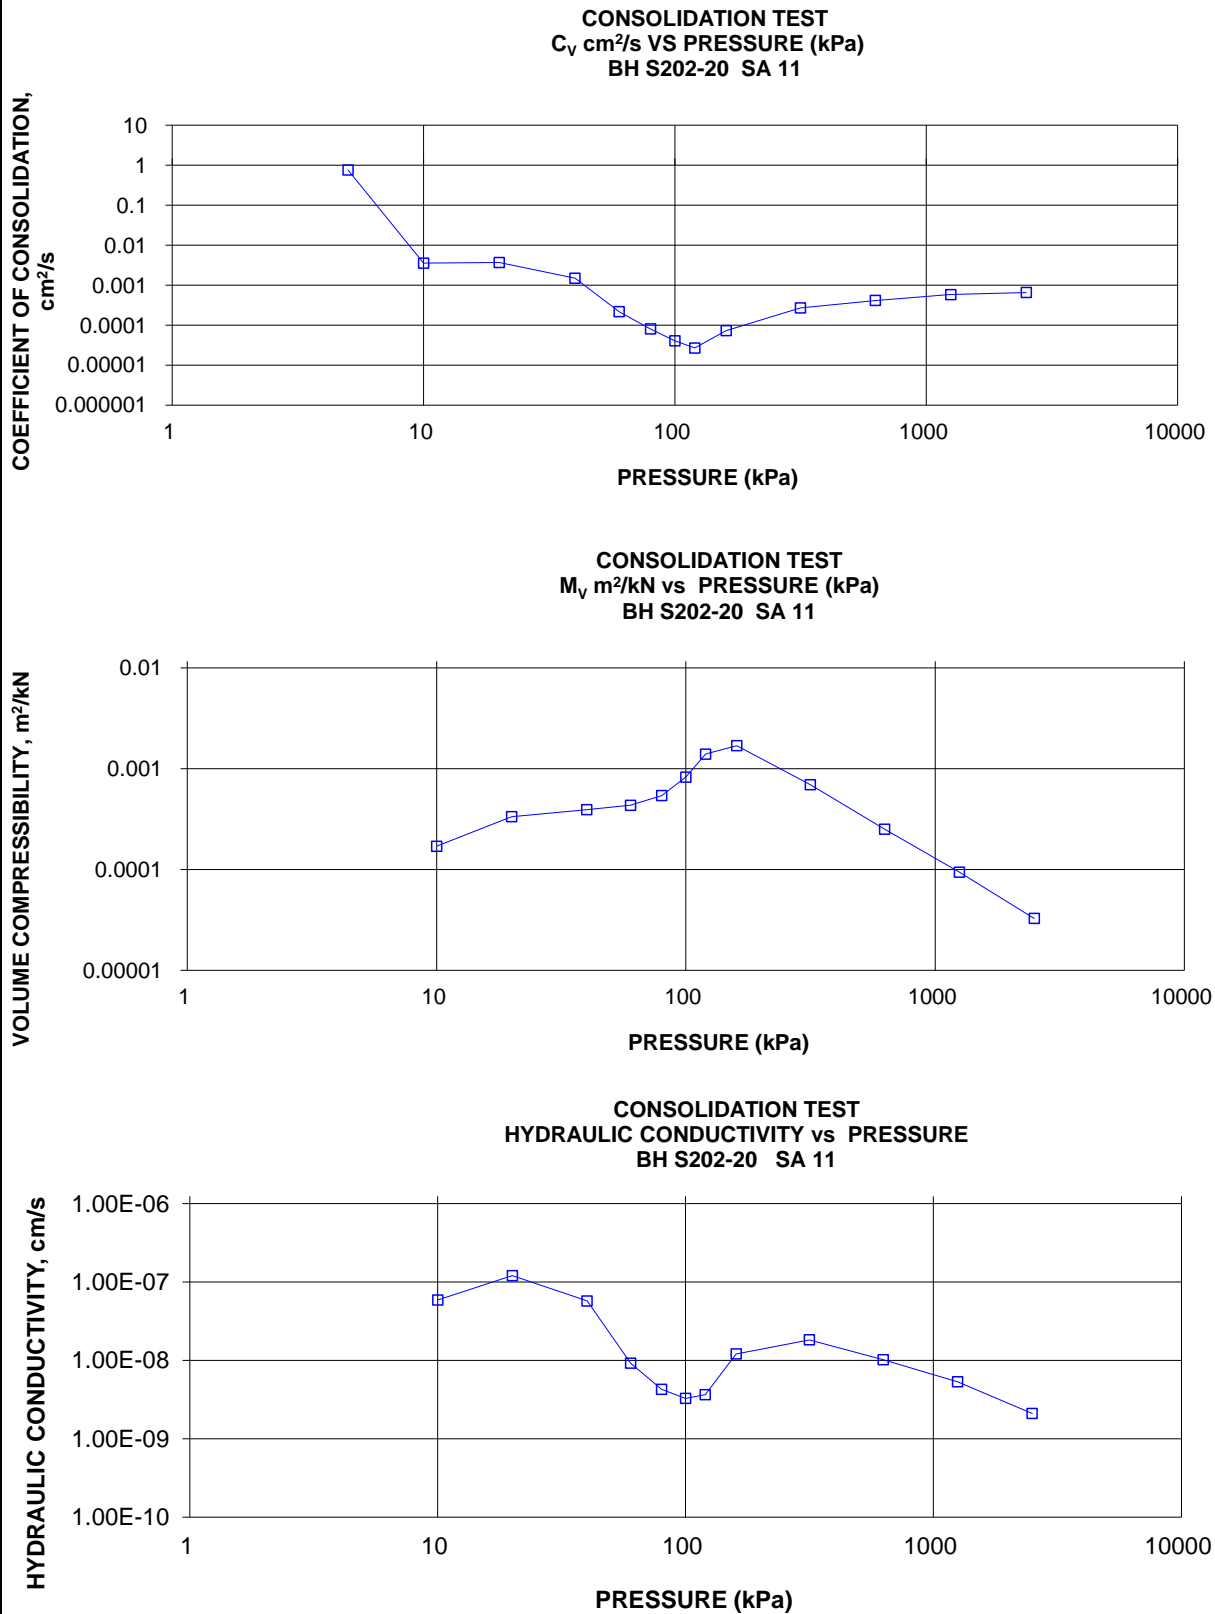 CONSOLIDATION TEST
Cᵥ cm²/s VS PRESSURE (kPa)
BH S202-20  SA 11
COEFFICIENT OF CONSOLIDATION,
cm²/s
10
1
0.1
0.01
0.001
0.0001
0.00001
0.000001
1 10 100 1000 10000
PRESSURE (kPa)
CONSOLIDATION TEST
Mᵥ m²/kN vs  PRESSURE (kPa)
BH S202-20  SA 11
VOLUME COMPRESSIBILITY, m²/kN
0.01
0.001
0.0001
0.00001
1 10 100 1000 10000
PRESSURE (kPa)
CONSOLIDATION TEST
HYDRAULIC CONDUCTIVITY vs  PRESSURE
BH S202-20   SA 11
HYDRAULIC CONDUCTIVITY, cm/s
1.00E-06
1.00E-07
1.00E-08
1.00E-09
1.00E-10
1 10 100 1000 10000
PRESSURE (kPa)